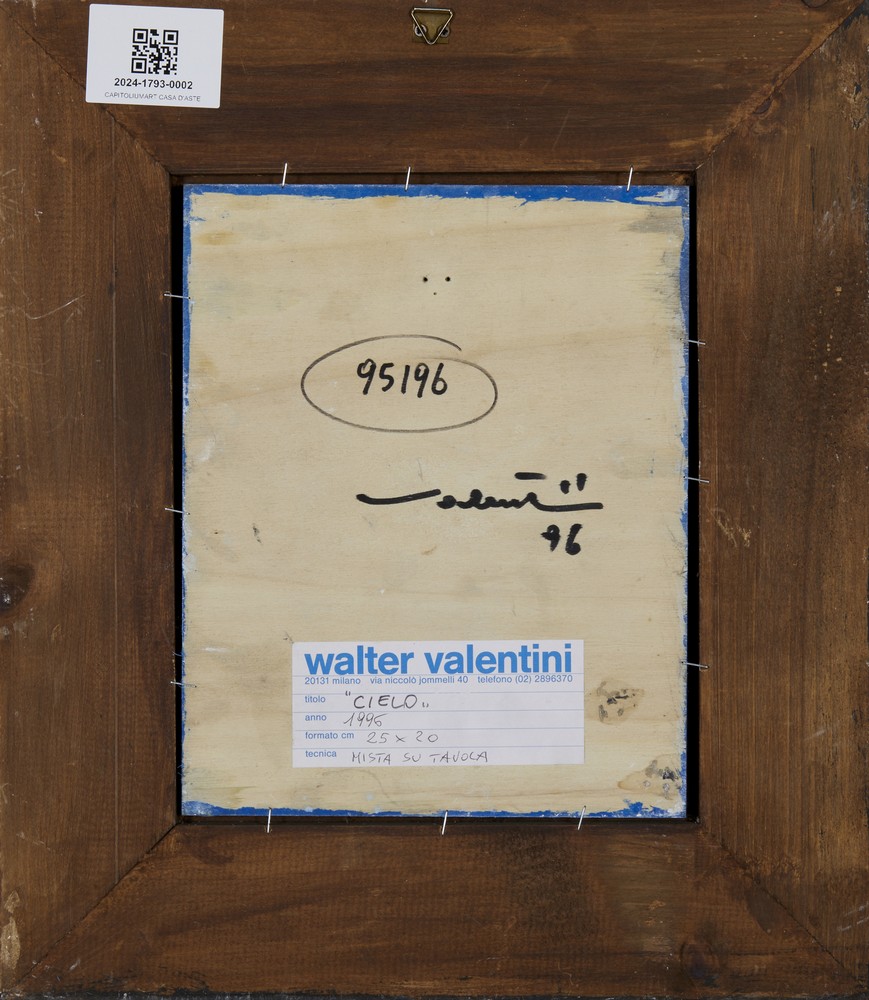 2024-1793-0002
CAPITOLIUMART CASA D'ASTE
95196
Valentini
96
walter valentini
20131 milano via niccolò jommelli 40 telefono (02) 2896370
titolo "CIELO"
anno 1996
formato cm 25 x 20
tecnica MISTA SU TAVOLA